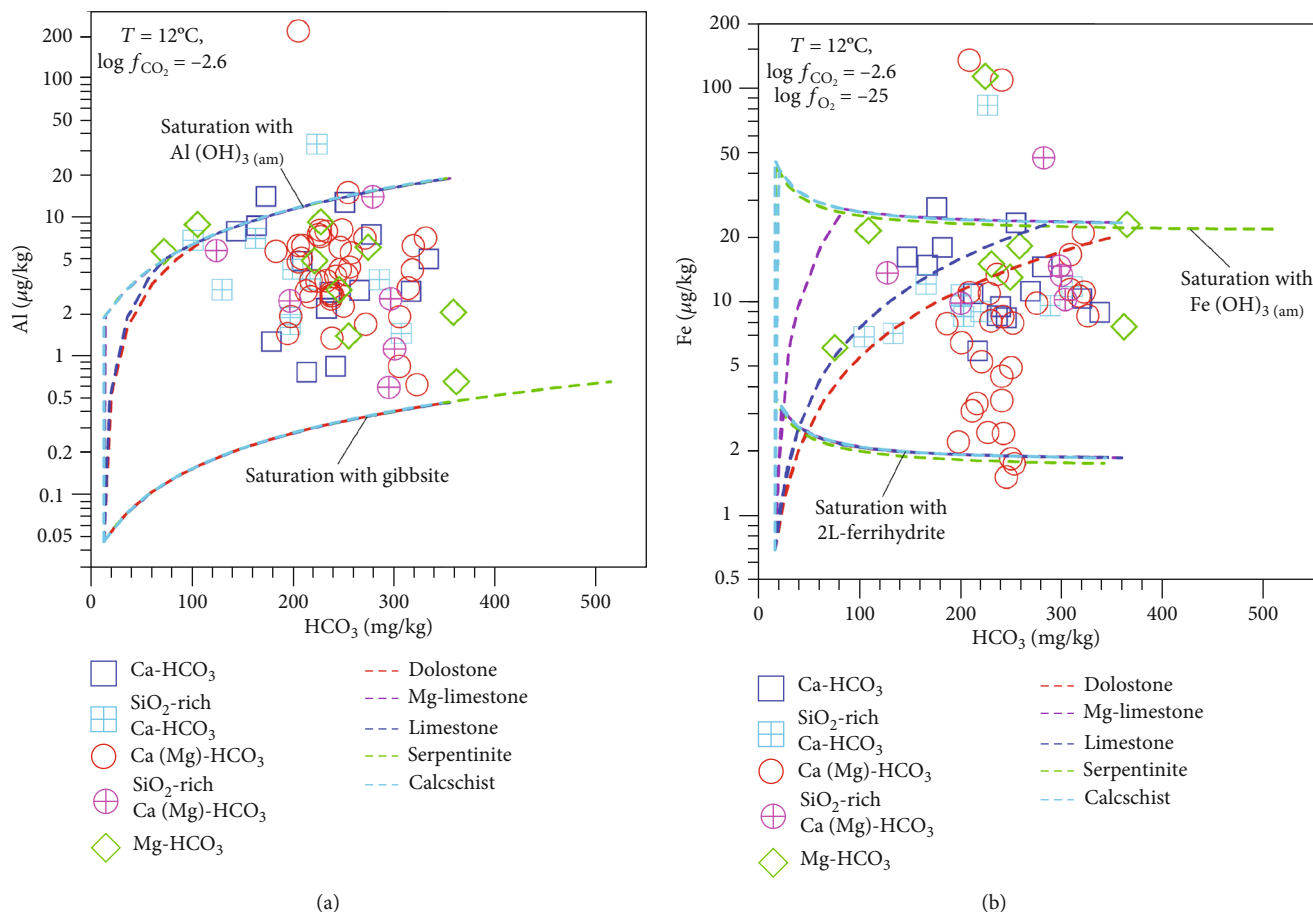 200
100
50
20
10
5
2
1
0.5
0.2
0.1
0.05
Al (µg/kg)
T = 12°C,
log f_CO₂ = –2.6
Saturation with
Al (OH)₃ (am)
Saturation with gibbsite
0 100 200 300 400 500
HCO₃ (mg/kg)
Ca-HCO₃
SiO₂-rich
Ca-HCO₃
Ca (Mg)-HCO₃
SiO₂-rich
Ca (Mg)-HCO₃
Mg-HCO₃
Dolostone
Mg-limestone
Limestone
Serpentinite
Calcschist
(a)
200
100
50
20
10
5
2
1
0.5
Fe (µg/kg)
T = 12°C,
log f_CO₂ = –2.6
log f_O₂ = –25
Saturation with
Fe (OH)₃ (am)
Saturation with
2L-ferrihydrite
0 100 200 300 400 500
HCO₃ (mg/kg)
Ca-HCO₃
SiO₂-rich
Ca-HCO₃
Ca (Mg)-HCO₃
SiO₂-rich
Ca (Mg)-HCO₃
Mg-HCO₃
Dolostone
Mg-limestone
Limestone
Serpentinite
Calcschist
(b)